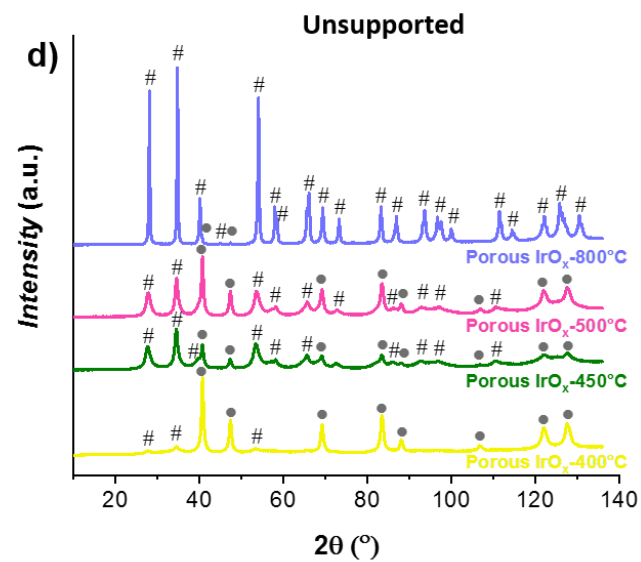 Unsupported
d)
Intensity (a.u.)
# # # # # # # # # # # # # # # # # # #
Porous IrOₓ-800°C
# # # # # # # # # #
Porous IrOₓ-500°C
# # # # # # # # # #
Porous IrOₓ-450°C
# # #
Porous IrOₓ-400°C
20 40 60 80 100 120 140
2θ (°)